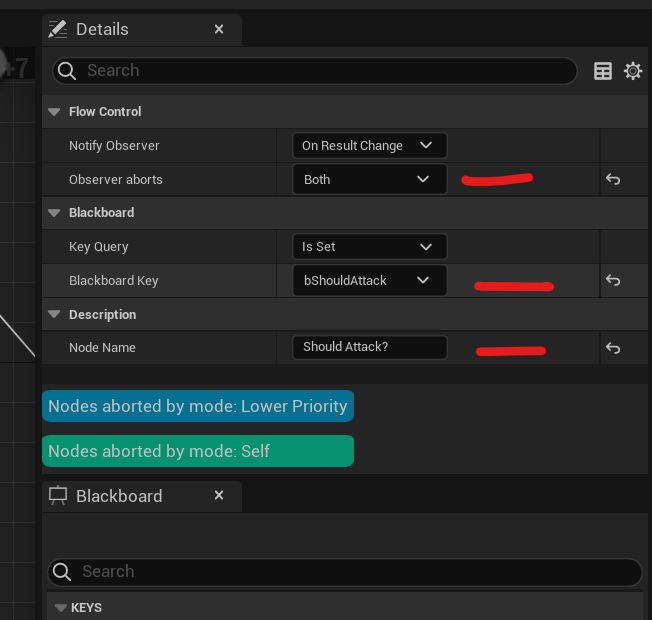 Details
+7
Search
Flow Control
Notify Observer On Result Change
Observer aborts Both
Blackboard
Key Query Is Set
Blackboard Key bShouldAttack
Description
Node Name Should Attack?
Nodes aborted by mode: Lower Priority
Nodes aborted by mode: Self
Blackboard
Search
KEYS